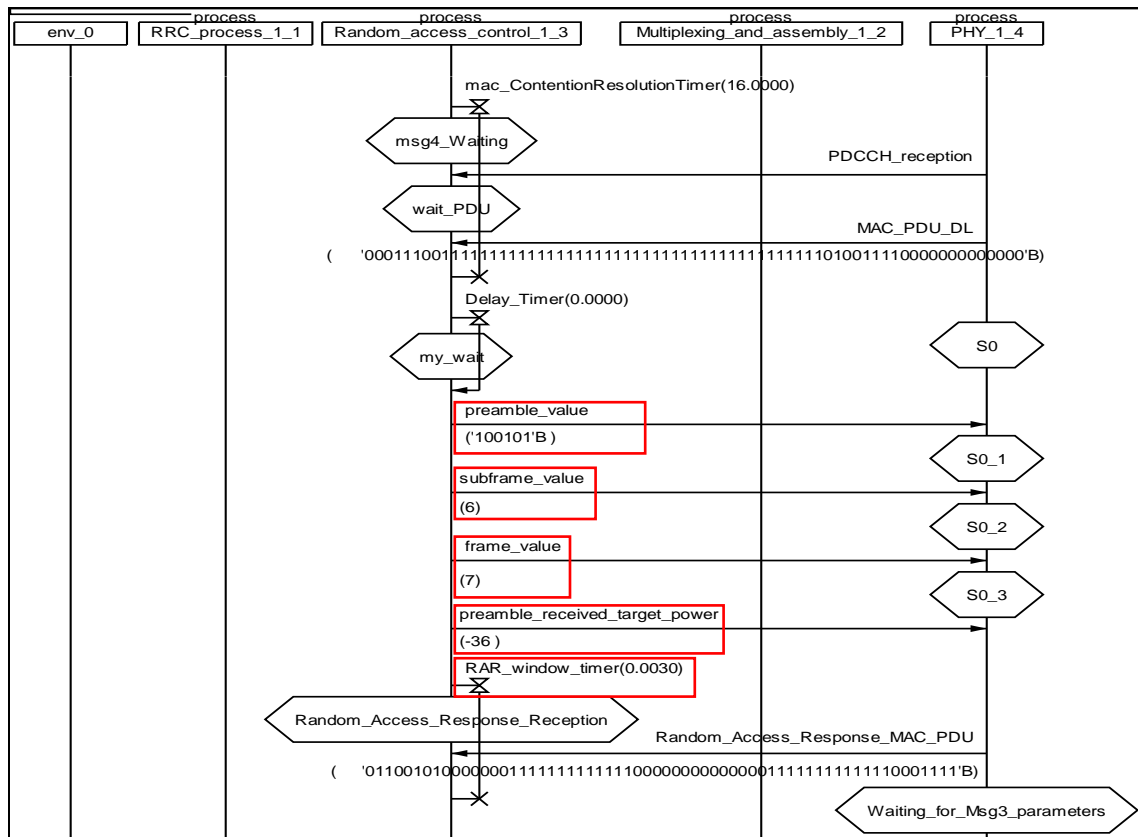 process process process process
env_0 RRC_process_1_1 Random_access_control_1_3 Multiplexing_and_assembly_1_2 PHY_1_4
mac_ContentionResolutionTimer(16.0000)
msg4_Waiting
PDCCH_reception
wait_PDU
MAC_PDU_DL
Delay_Timer(0.0000)
S0
my_wait
preamble_value
('100101'B )
S0_1
subframe_value
(6)
S0_2
frame_value
(7)
S0_3
preamble_received_target_power
(-36 )
RAR_window_timer(0.0030)
Random_Access_Response_Reception
Random_Access_Response_MAC_PDU
Waiting_for_Msg3_parameters